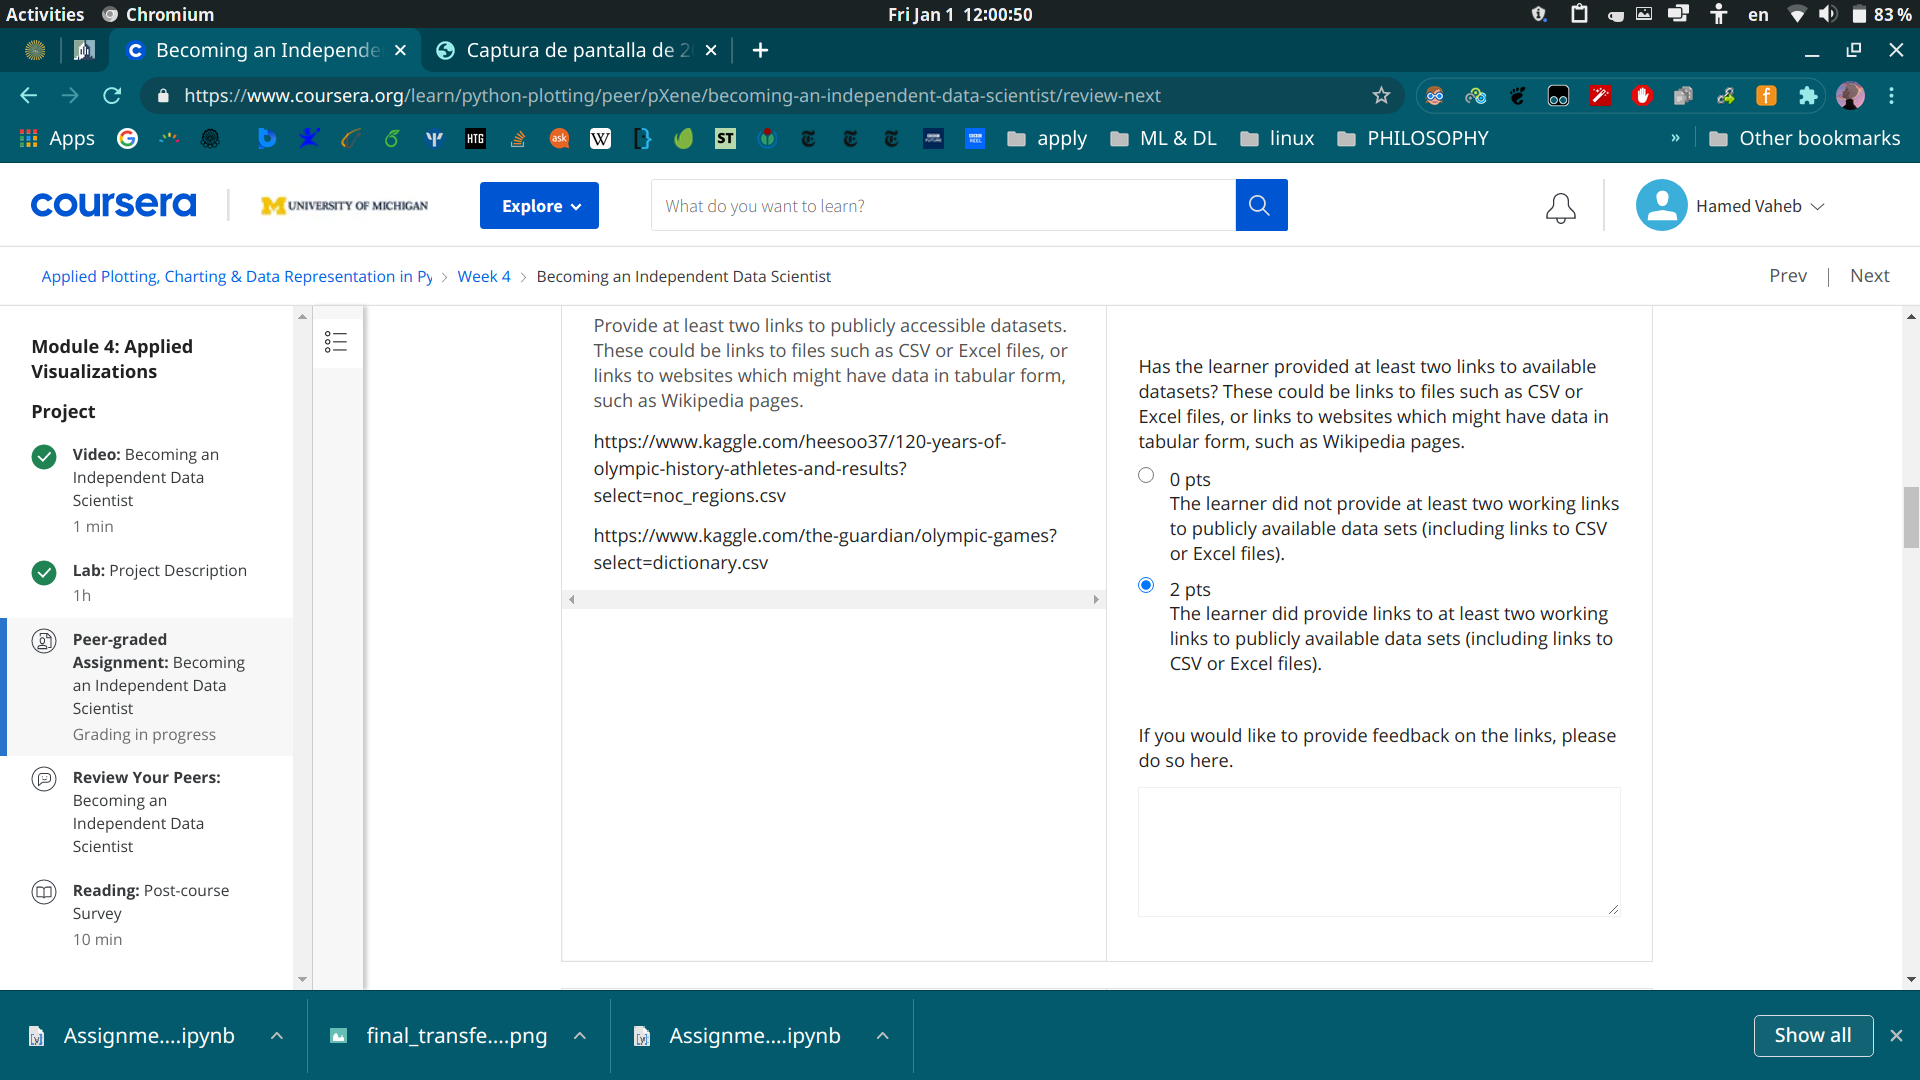 Activities
Chromium
Fri Jan 1 12:00:50
en
83 %
Becoming an Independe
Captura de pantalla de 2
https://www.coursera.org/learn/python-plotting/peer/pXene/becoming-an-independent-data-scientist/review-next
Apps
HTG
ask
W
ST
apply
ML & DL
linux
PHILOSOPHY
»
Other bookmarks
coursera
M UNIVERSITY OF MICHIGAN
Explore
What do you want to learn?
Hamed Vaheb
Applied Plotting, Charting & Data Representation in Py
Week 4
Becoming an Independent Data Scientist
Prev
Next
Module 4: Applied
Visualizations
Project
Video: Becoming an
Independent Data
Scientist
1 min
Lab: Project Description
1h
Peer-graded
Assignment: Becoming
an Independent Data
Scientist
Grading in progress
Review Your Peers:
Becoming an
Independent Data
Scientist
Reading: Post-course
Survey
10 min
Provide at least two links to publicly accessible datasets.
These could be links to files such as CSV or Excel files, or
links to websites which might have data in tabular form,
such as Wikipedia pages.
https://www.kaggle.com/heesoo37/120-years-of-
olympic-history-athletes-and-results?
select=noc_regions.csv
https://www.kaggle.com/the-guardian/olympic-games?
select=dictionary.csv
Has the learner provided at least two links to available
datasets? These could be links to files such as CSV or
Excel files, or links to websites which might have data in
tabular form, such as Wikipedia pages.
0 pts
The learner did not provide at least two working links
to publicly available data sets (including links to CSV
or Excel files).
2 pts
The learner did provide links to at least two working
links to publicly available data sets (including links to
CSV or Excel files).
If you would like to provide feedback on the links, please
do so here.
Assignme....ipynb
final_transfe....png
Assignme....ipynb
Show all